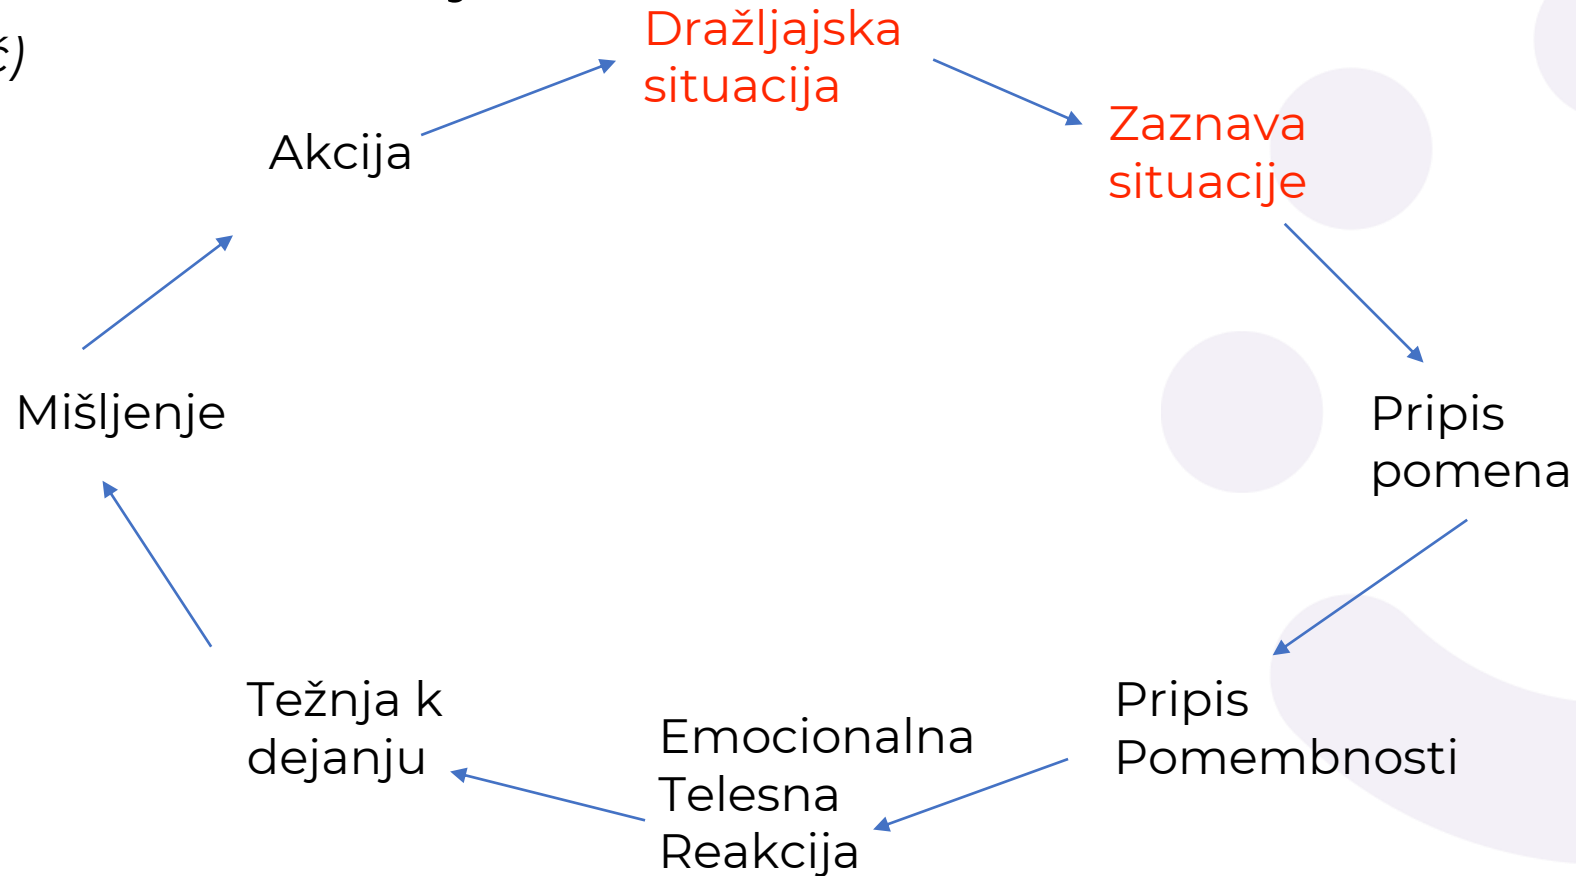 Dražljajska
situacija
Zaznava
situacije
Akcija
Mišljenje
Pripis
pomena
Težnja k
dejanju
Emocionalna
Telesna
Reakcija
Pripis
Pomembnosti